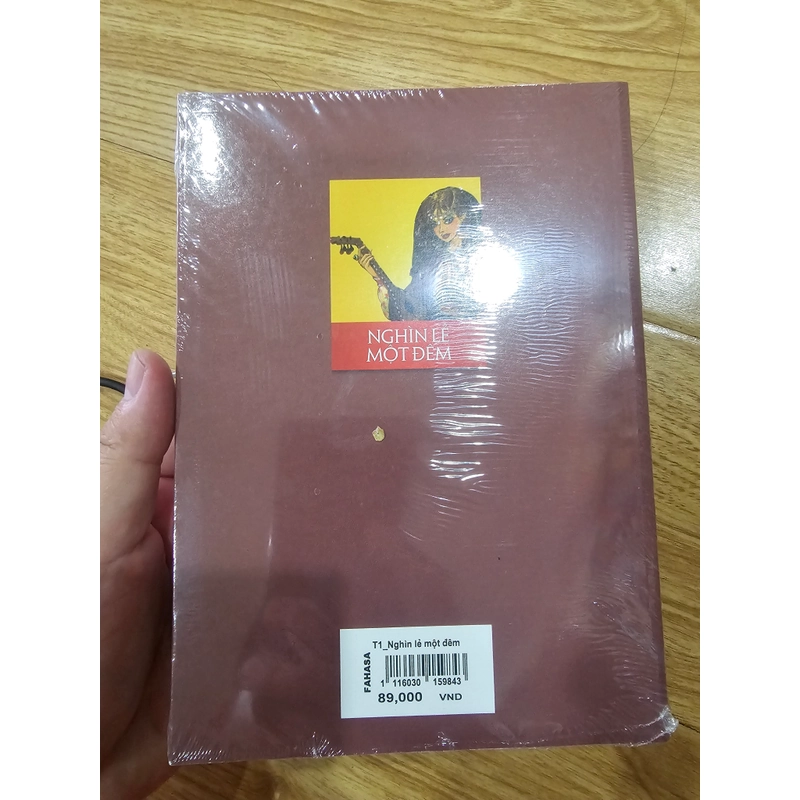 NGHÌN LẺ
MỘT ĐÊM
T1_Nghìn lẻ một đêm
FAHASA
1 116030 159843
89,000 VND